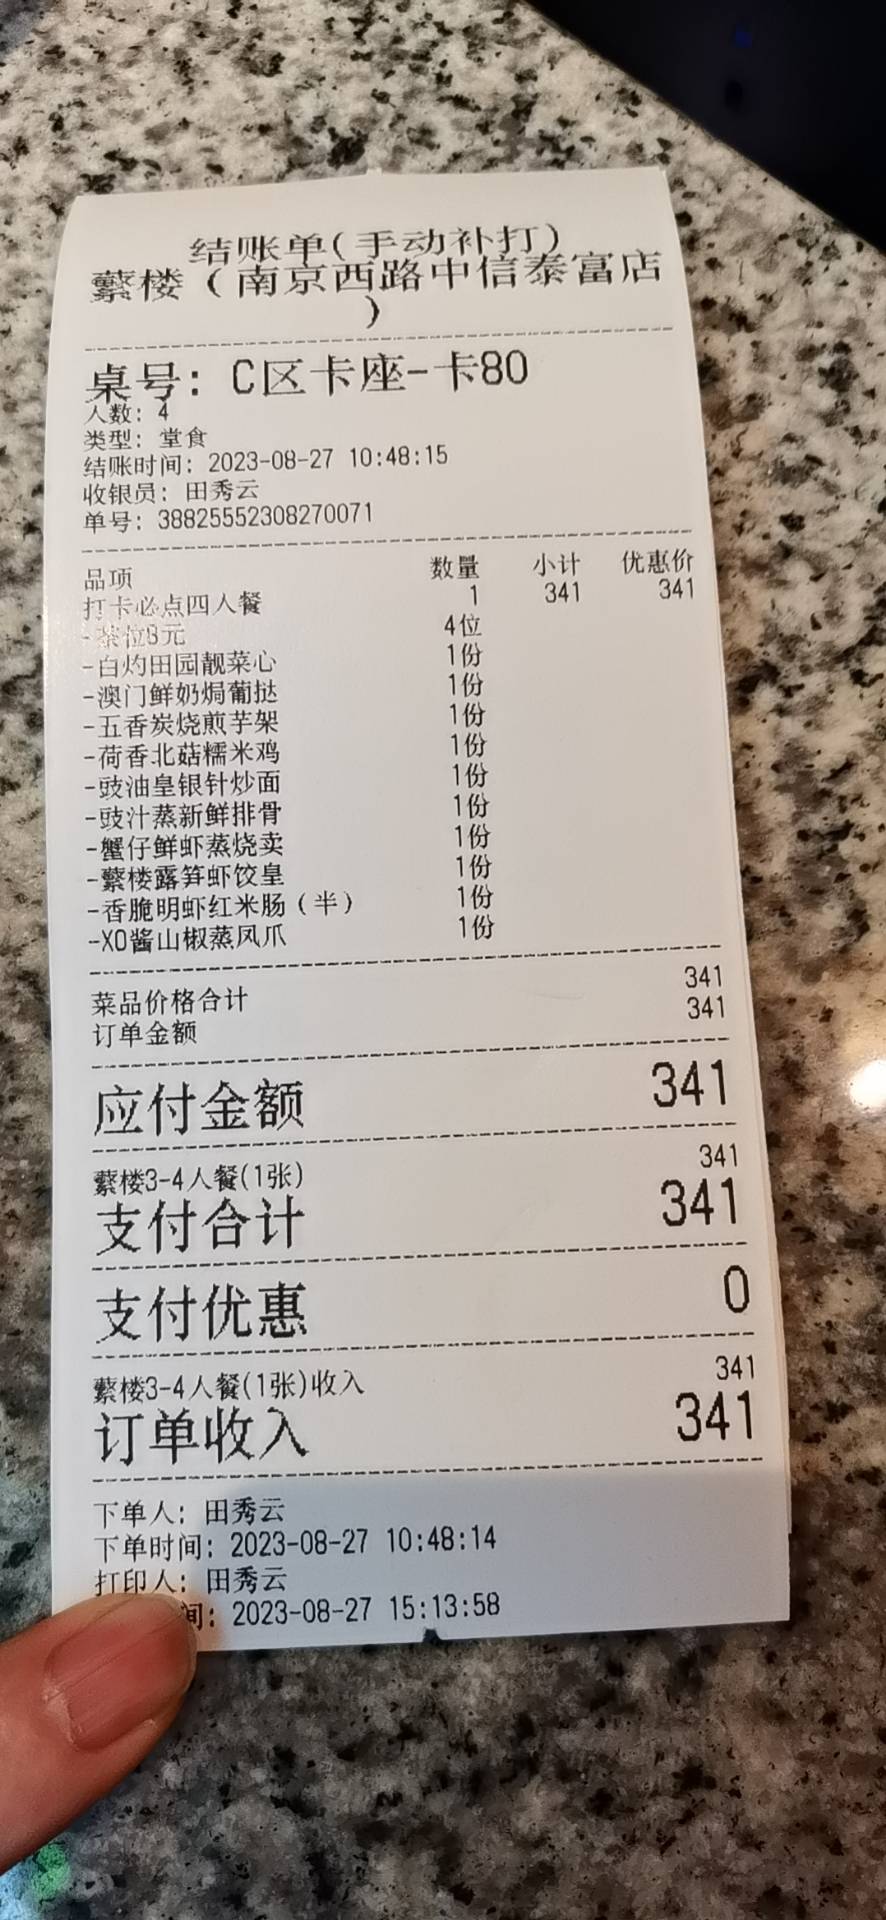 结账单(手动补打)
蘩楼（南京西路中信泰富店
）
桌号: C区卡座-卡80
人数: 4
类型: 堂食
结账时间: 2023-08-27 10:48:15
收银员: 田秀云
单号: 38825552308270071
品项 数量 小计 优惠价
打卡必点四人餐 1 341 341
-茶位8元 4位
-白灼田园靓菜心 1份
-澳门鲜奶焗葡挞 1份
-五香炭烧煎芋架 1份
-荷香北菇糯米鸡 1份
-豉油皇银针炒面 1份
-豉汁蒸新鲜排骨 1份
-蟹仔鲜虾蒸烧卖 1份
-蘩楼露笋虾饺皇 1份
-香脆明虾红米肠（半） 1份
-XO酱山椒蒸凤爪 1份
菜品价格合计 341
订单金额 341
应付金额 341
蘩楼3-4人餐(1张) 341
支付合计 341
支付优惠 0
蘩楼3-4人餐(1张)收入 341
订单收入 341
下单人: 田秀云
下单时间: 2023-08-27 10:48:14
打印人: 田秀云
间: 2023-08-27 15:13:58